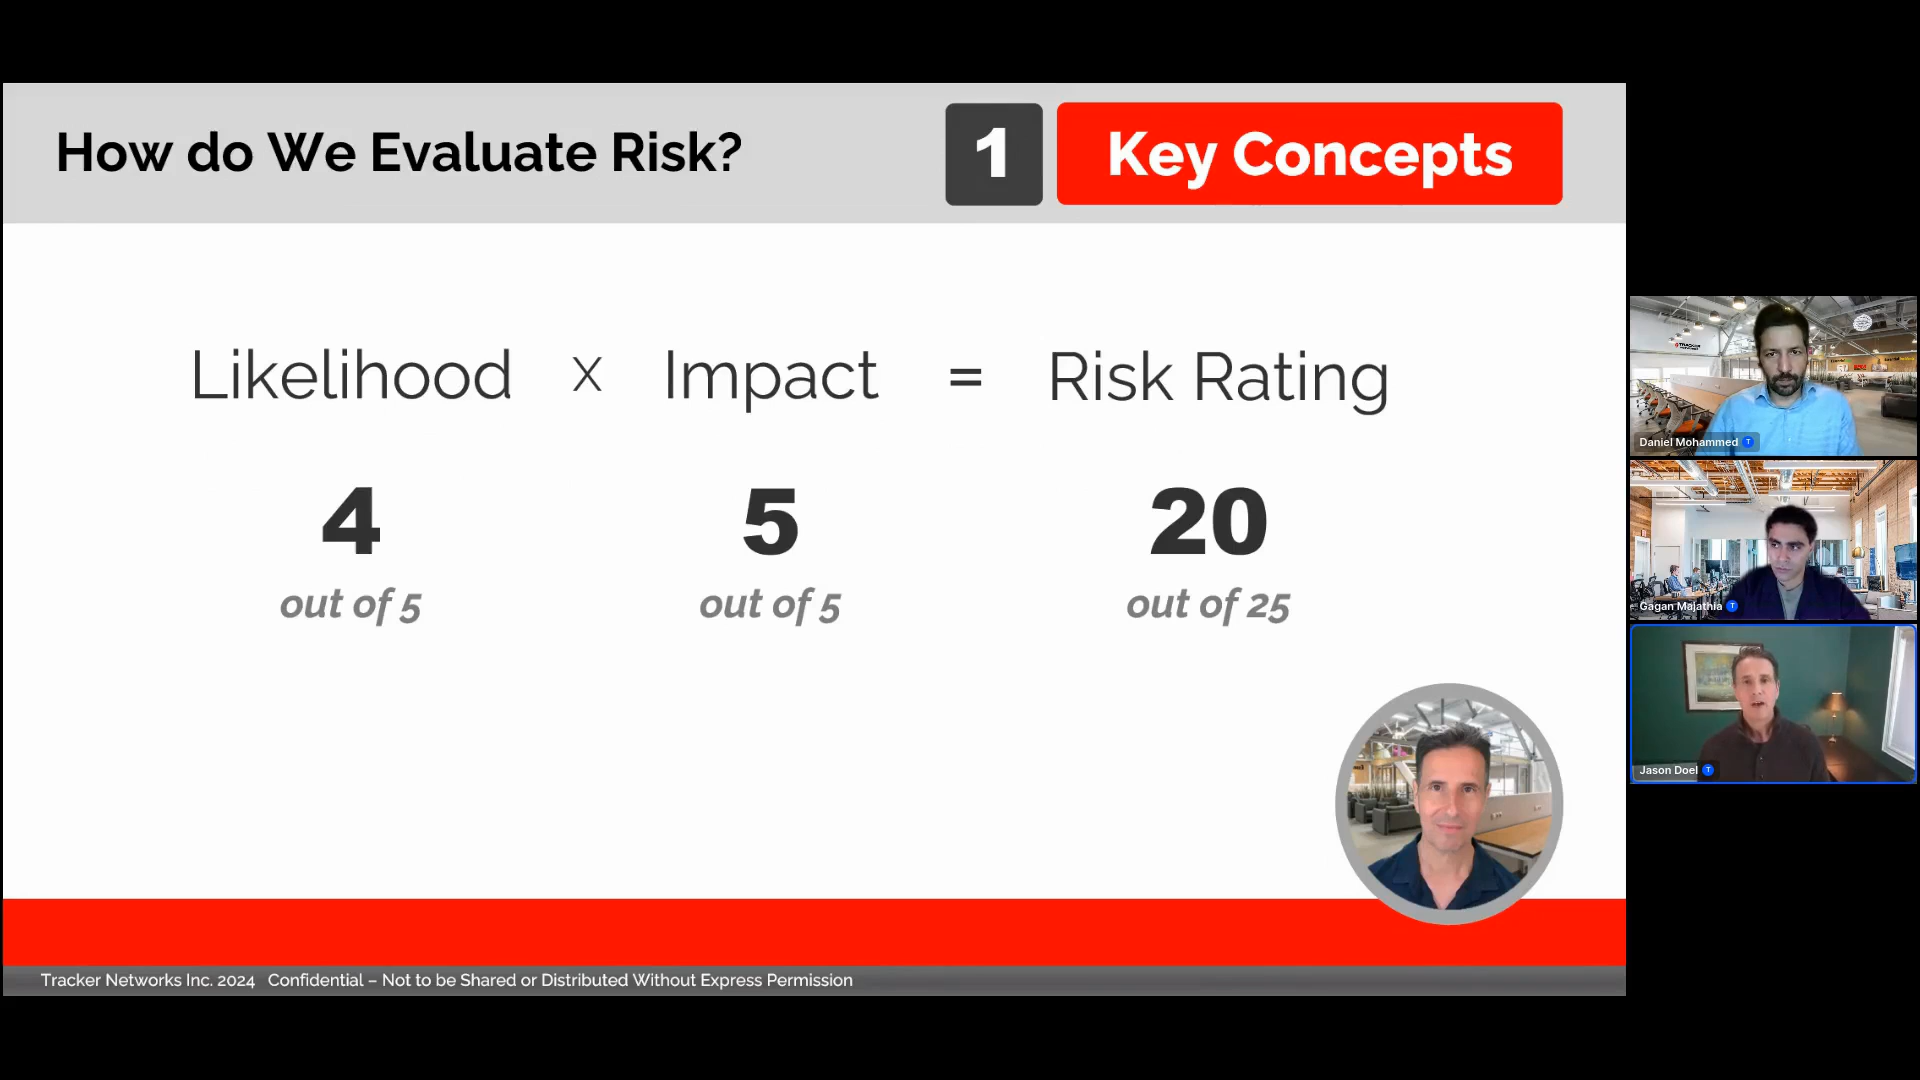 How do We Evaluate Risk?
1
Key Concepts
Likelihood x Impact = Risk Rating
4 5 20
out of 5 out of 5 out of 25
Tracker Networks Inc. 2024 Confidential – Not to be Shared or Distributed Without Express Permission
TRACKER
Daniel Mohammed T
Gagan Majathia T
Jason Doel T